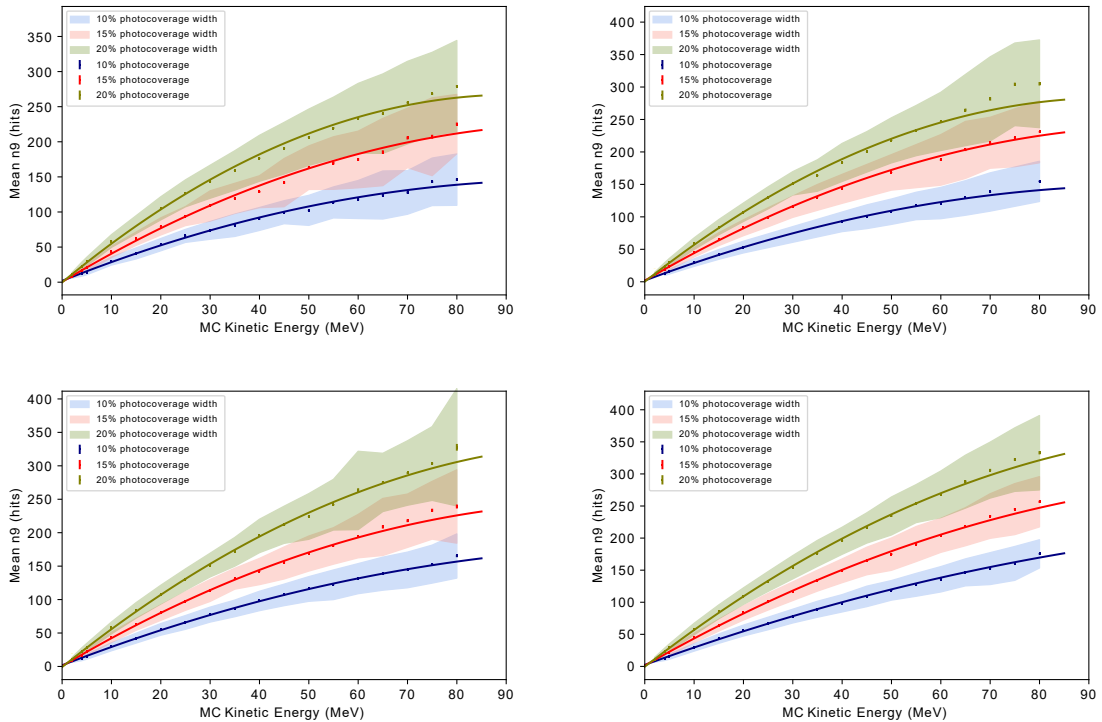 10% photocoverage width
15% photocoverage width
20% photocoverage width
10% photocoverage
15% photocoverage
20% photocoverage
350
300
250
200
150
100
50
0
Mean n9 (hits)
0 10 20 30 40 50 60 70 80 90
MC Kinetic Energy (MeV)
10% photocoverage width
15% photocoverage width
20% photocoverage width
10% photocoverage
15% photocoverage
20% photocoverage
400
350
300
250
200
150
100
50
0
Mean n9 (hits)
0 10 20 30 40 50 60 70 80 90
MC Kinetic Energy (MeV)
10% photocoverage width
15% photocoverage width
20% photocoverage width
10% photocoverage
15% photocoverage
20% photocoverage
400
350
300
250
200
150
100
50
0
Mean n9 (hits)
0 10 20 30 40 50 60 70 80 90
MC Kinetic Energy (MeV)
10% photocoverage width
15% photocoverage width
20% photocoverage width
10% photocoverage
15% photocoverage
20% photocoverage
400
350
300
250
200
150
100
50
0
Mean n9 (hits)
0 10 20 30 40 50 60 70 80 90
MC Kinetic Energy (MeV)